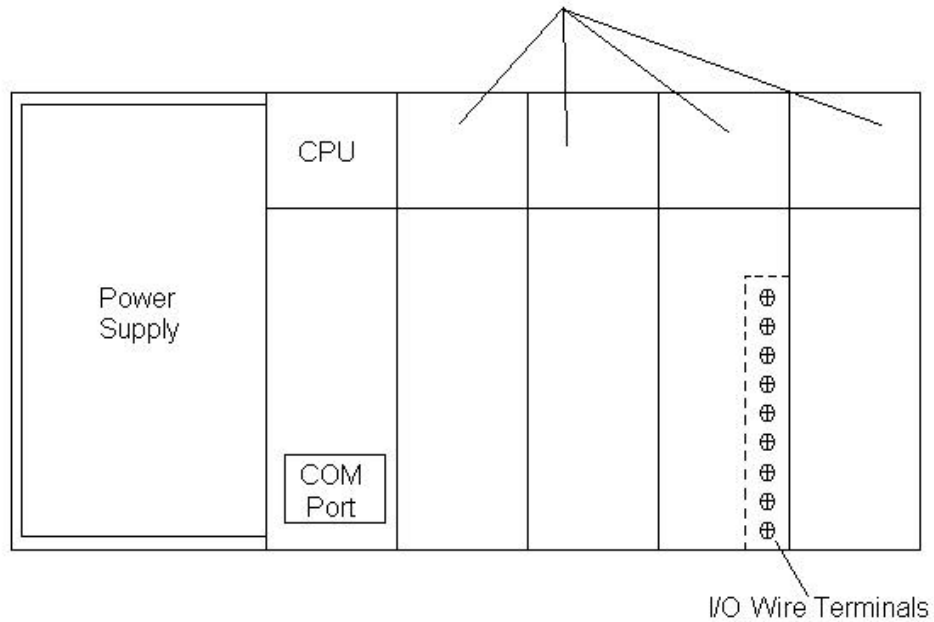 CPU
Power
Supply
COM
Port
I/O Wire Terminals